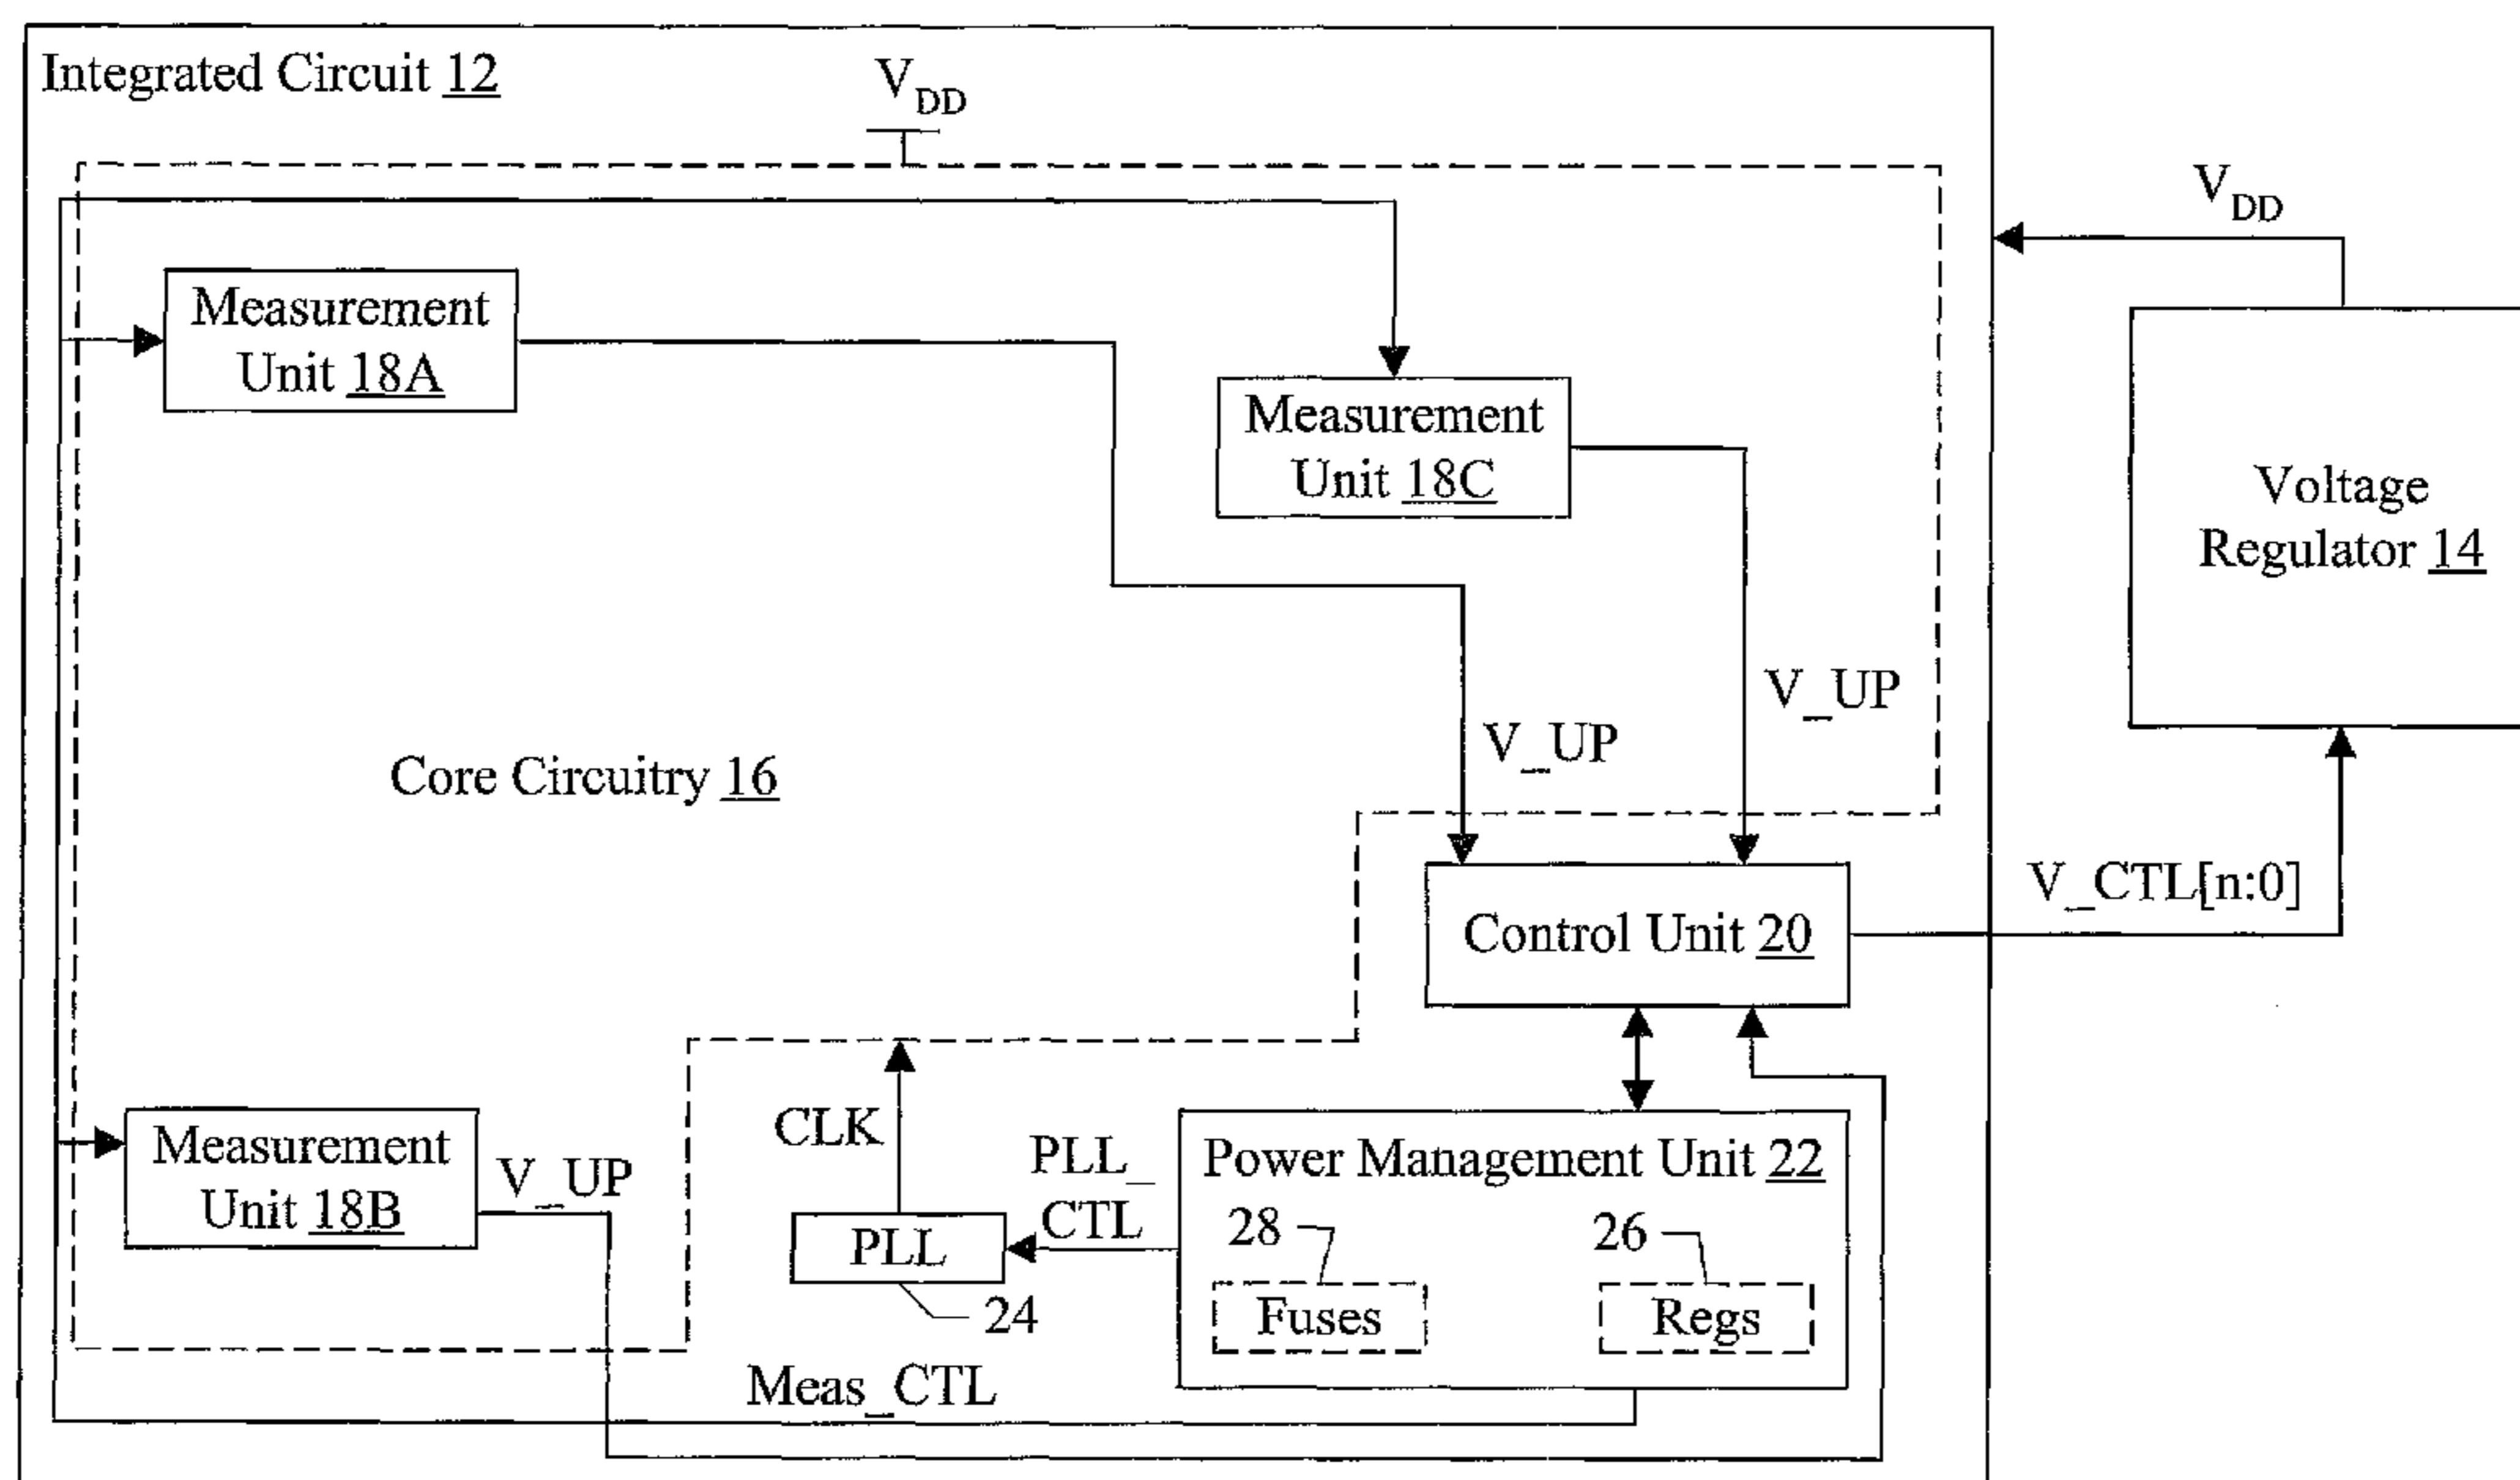 Integrated Circuit 12
VDD
VDD
Measurement
Unit 18A
Measurement
Unit 18C
Voltage
Regulator 14
V_UP
V_UP
Core Circuitry 16
V_CTL[n:0]
Control Unit 20
Measurement
Unit 18B
V_UP
CLK
PLL_
CTL
PLL
24
Power Management Unit 22
28
26
Fuses
Regs
Meas_CTL